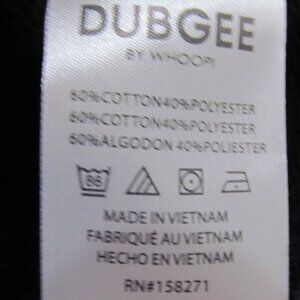 DUBGEE
BY WHOOPI
60%COTTON40%POLYESTER
60%COTTON40%POLYESTER
60%ALGODON 40%POLIESTER
86
MADE IN VIETNAM
FABRIQUÉ AU VIETNAM
HECHO EN VIETNAM
RN#158271